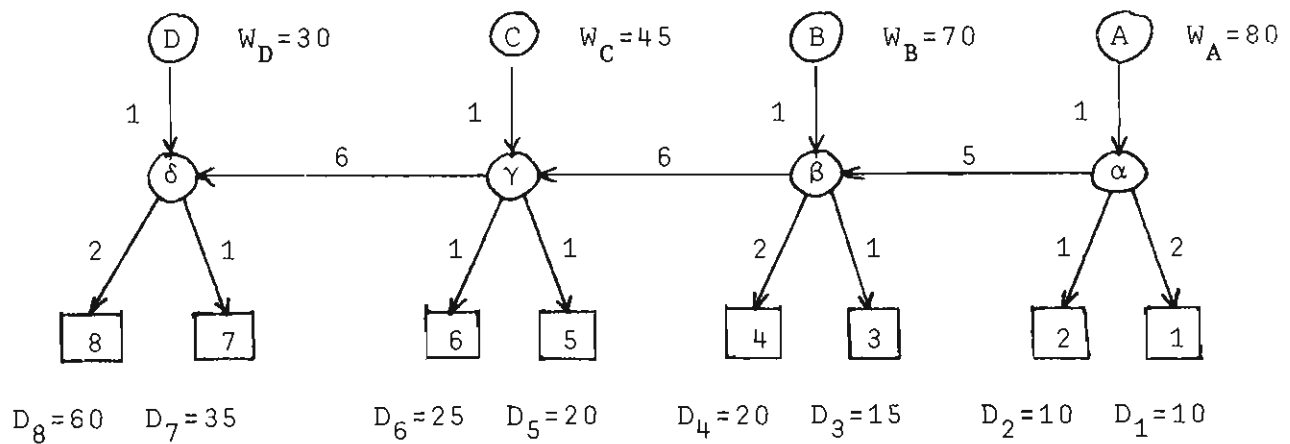 D W_D=30 C W_C=45 B W_B=70 A W_A=80
1 1 1 1
6 6 5
δ γ β α
2 1 1 1 2 1 1 2
8 7 6 5 4 3 2 1
D_8=60 D_7=35 D_6=25 D_5=20 D_4=20 D_3=15 D_2=10 D_1=10